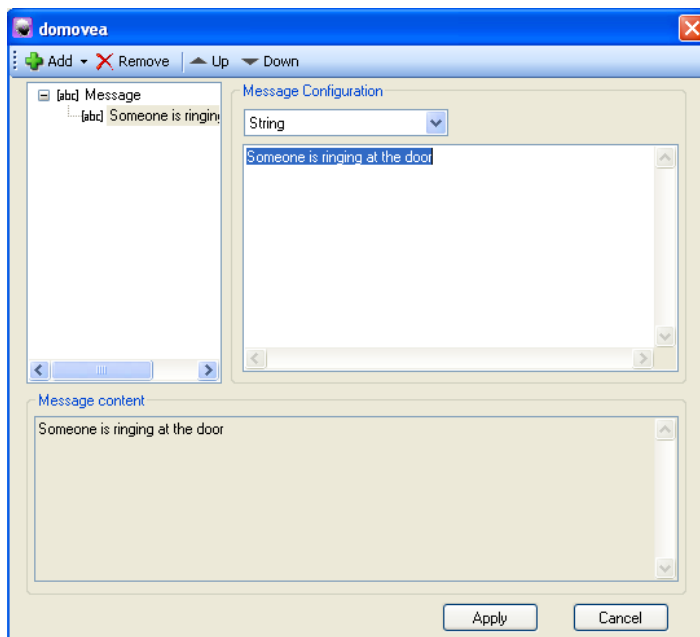 domovea
Add Remove Up Down
[abc] Message
[abc] Someone is ringing
Message Configuration
String
Someone is ringing at the door
Message content
Someone is ringing at the door
Apply Cancel